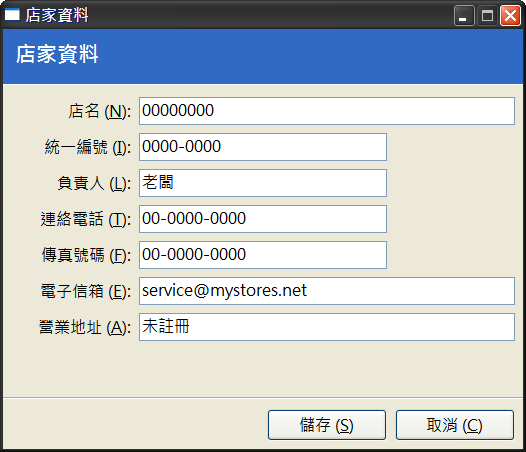 店家資料
店家資料
店名 (N): 00000000
統一編號 (I): 0000-0000
負責人 (L): 老闆
連絡電話 (T): 00-0000-0000
傳真號碼 (F): 00-0000-0000
電子信箱 (E): service@mystores.net
營業地址 (A): 未註冊
儲存 (S) 取消 (C)